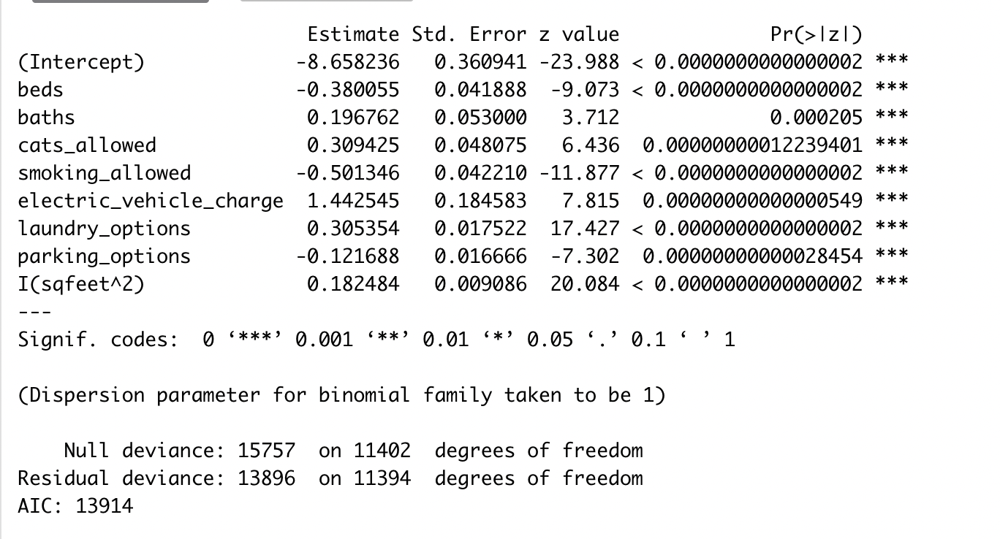 Estimate Std. Error z value Pr(>|z|)
(Intercept) -8.658236 0.360941 -23.988 < 0.0000000000000002 ***
beds -0.380055 0.041888 -9.073 < 0.0000000000000002 ***
baths 0.196762 0.053000 3.712 0.000205 ***
cats_allowed 0.309425 0.048075 6.436 0.00000000012239401 ***
smoking_allowed -0.501346 0.042210 -11.877 < 0.0000000000000002 ***
electric_vehicle_charge 1.442545 0.184583 7.815 0.00000000000000549 ***
laundry_options 0.305354 0.017522 17.427 < 0.0000000000000002 ***
parking_options -0.121688 0.016666 -7.302 0.00000000000028454 ***
I(sqfeet^2) 0.182484 0.009086 20.084 < 0.0000000000000002 ***
---
Signif. codes: 0 ‘***’ 0.001 ‘**’ 0.01 ‘*’ 0.05 ‘.’ 0.1 ‘ ’ 1
(Dispersion parameter for binomial family taken to be 1)
Null deviance: 15757 on 11402 degrees of freedom
Residual deviance: 13896 on 11394 degrees of freedom
AIC: 13914